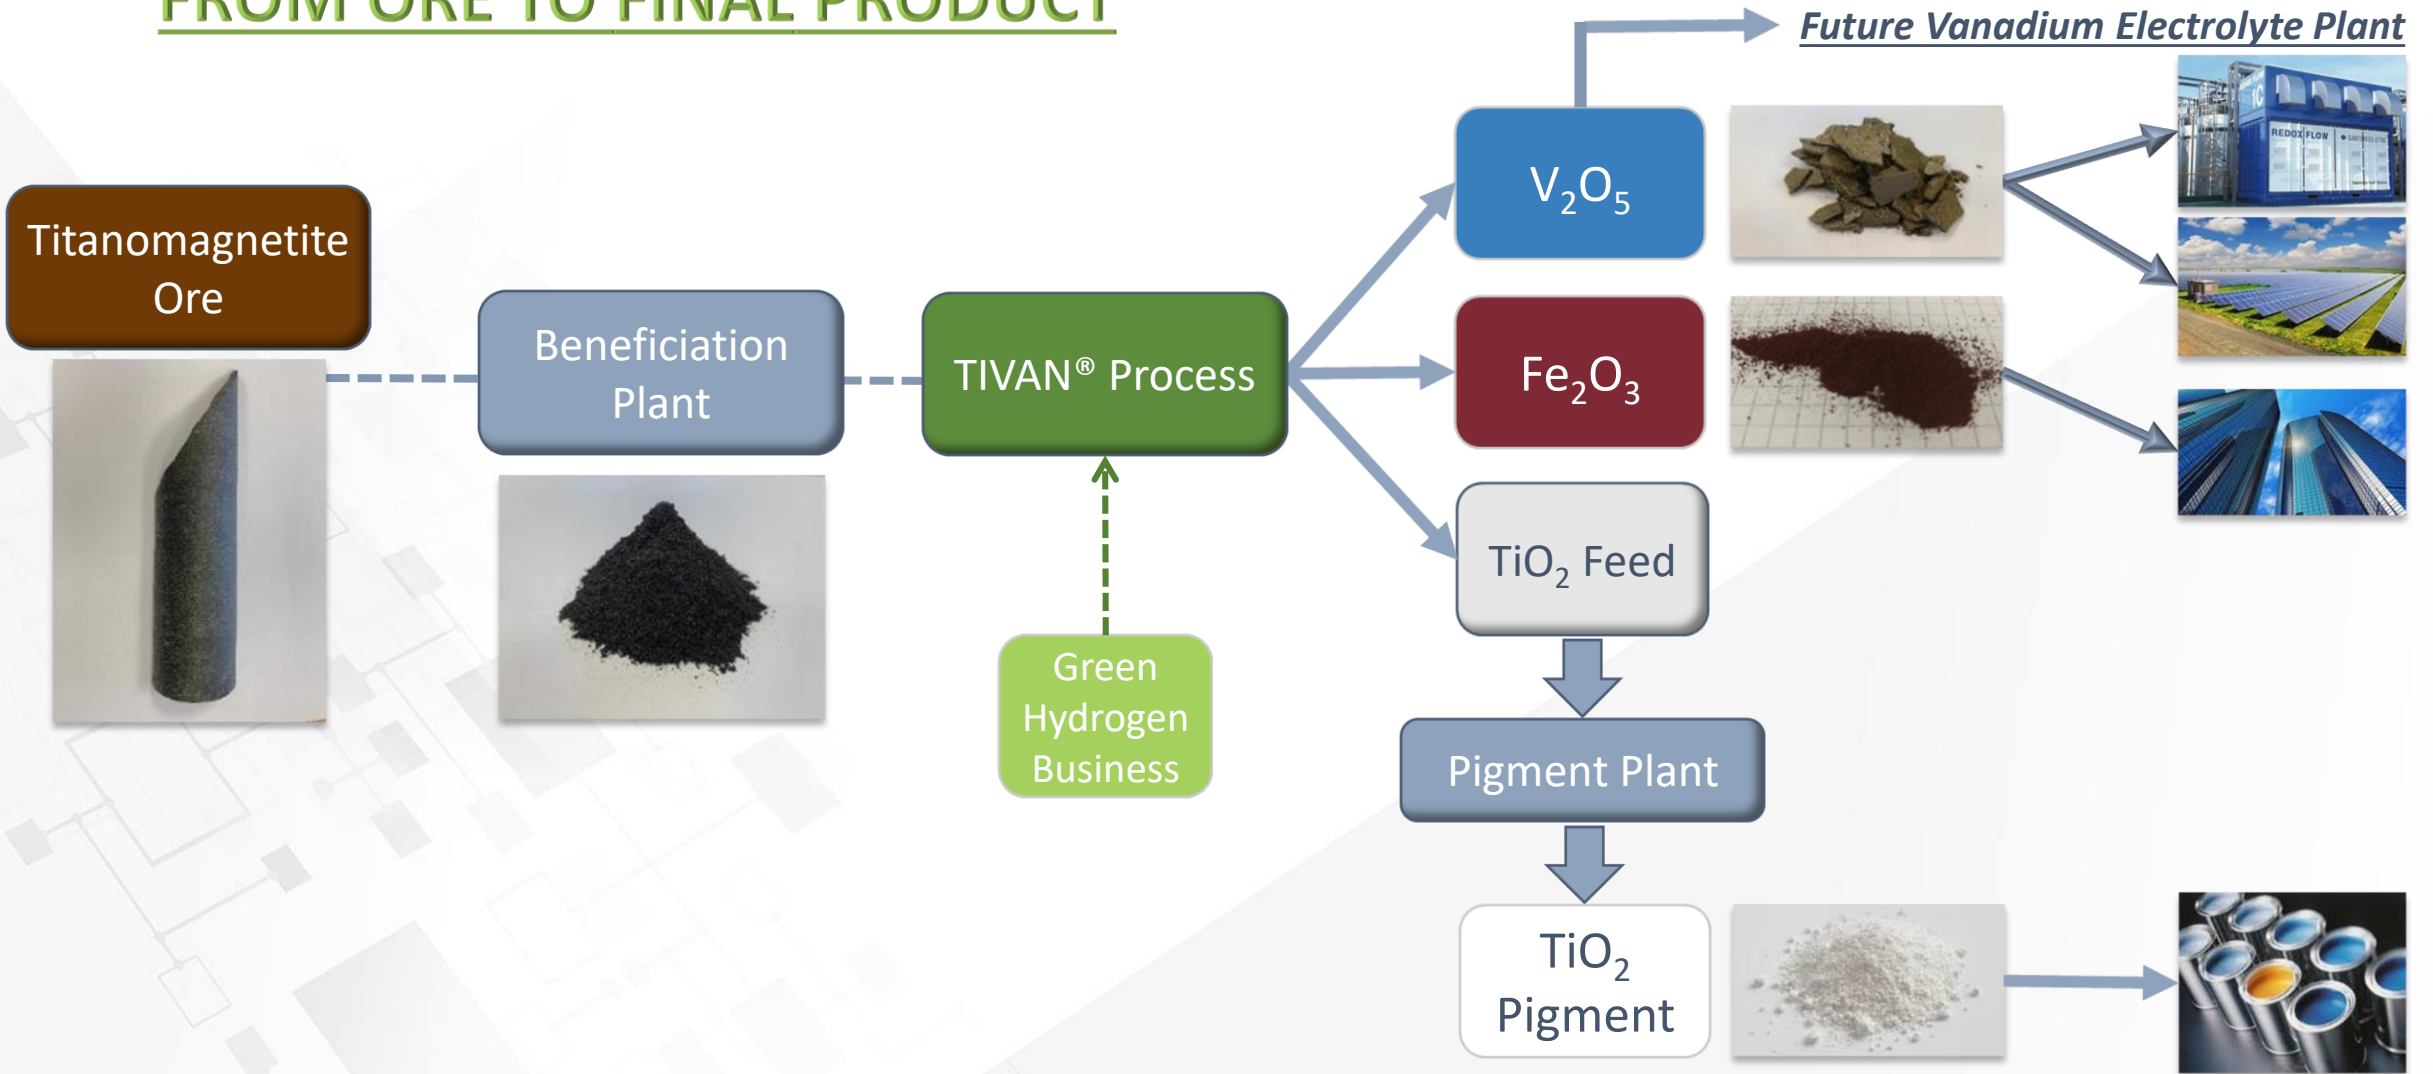 FROM ORE TO FINAL PRODUCT
Future Vanadium Electrolyte Plant
Titanomagnetite
Ore
Beneficiation
Plant
TIVAN® Process
Green
Hydrogen
Business
V₂O₅
Fe₂O₃
TiO₂ Feed
Pigment Plant
TiO₂
Pigment
1C
REDOX FLOW